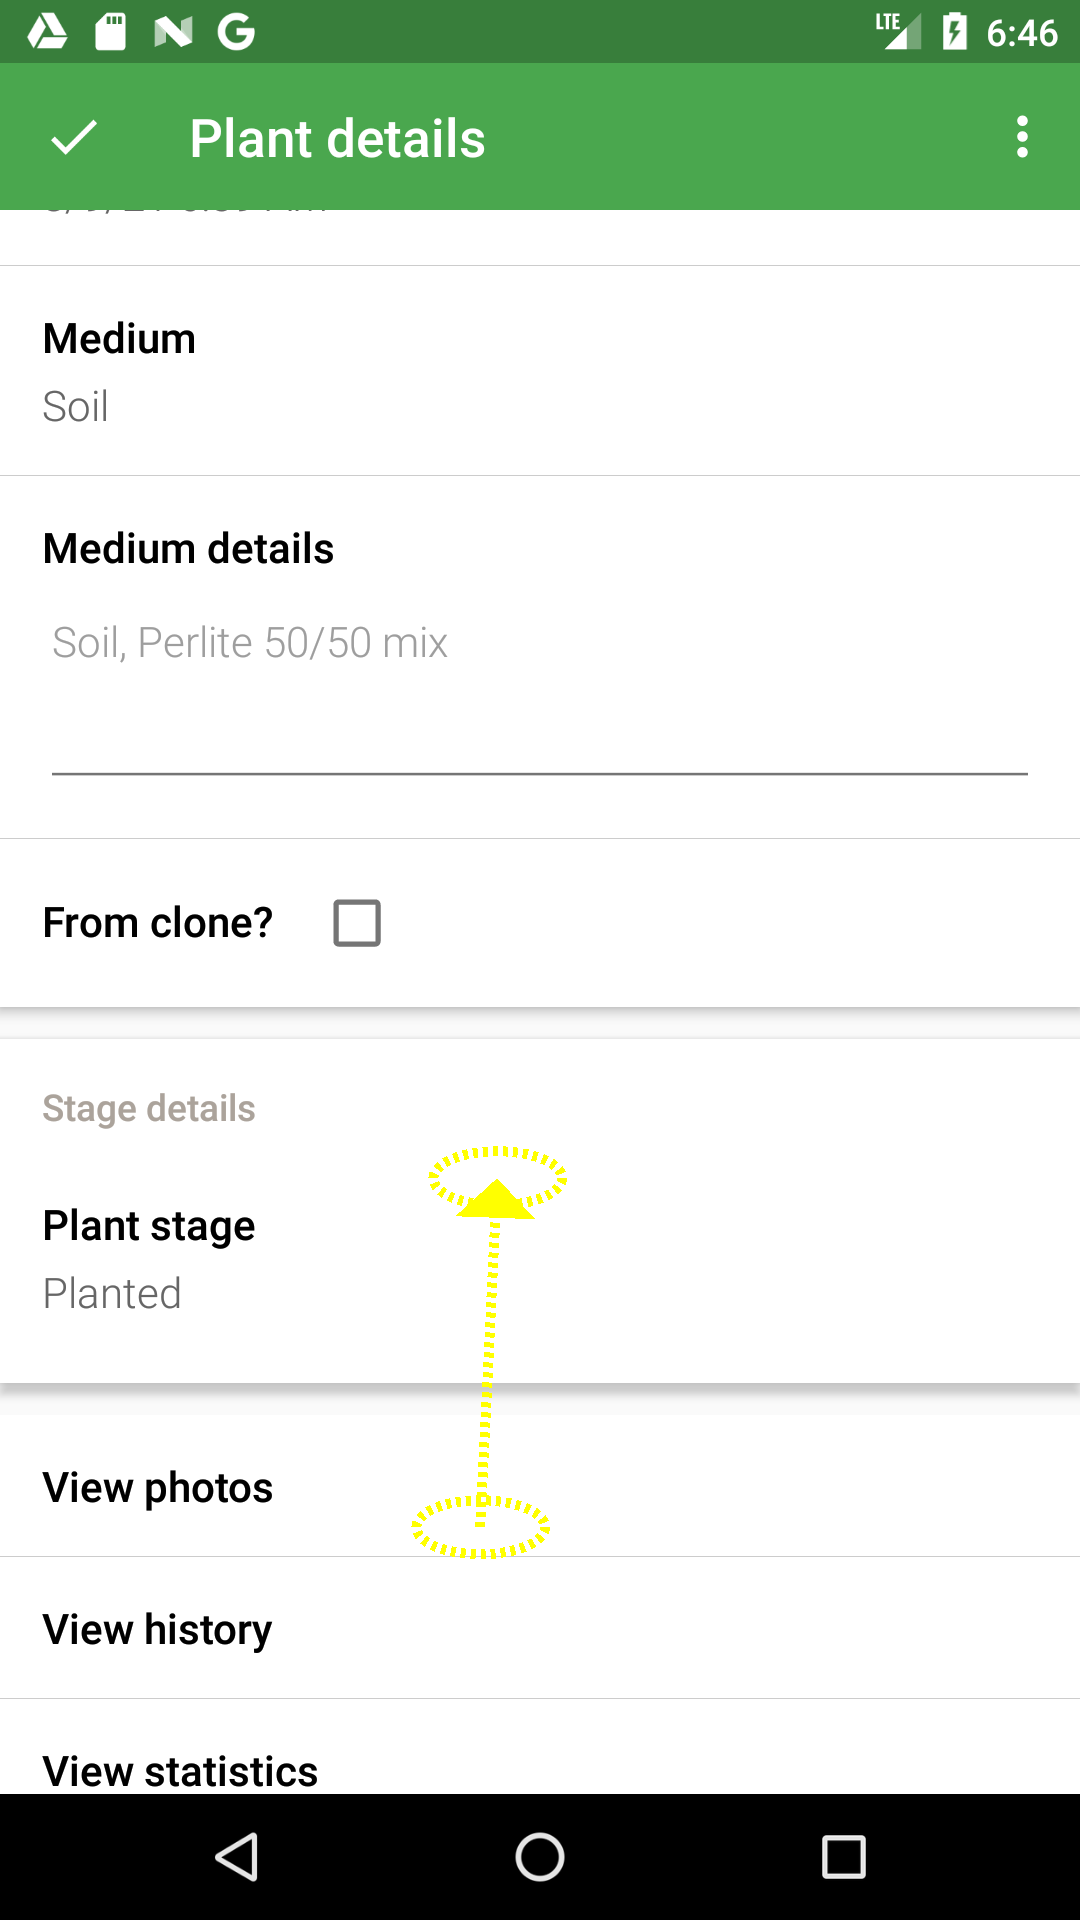 LTE 6:46
Plant details
Medium
Soil
Medium details
Soil, Perlite 50/50 mix
From clone?
Stage details
Plant stage
Planted
View photos
View history
View statistics